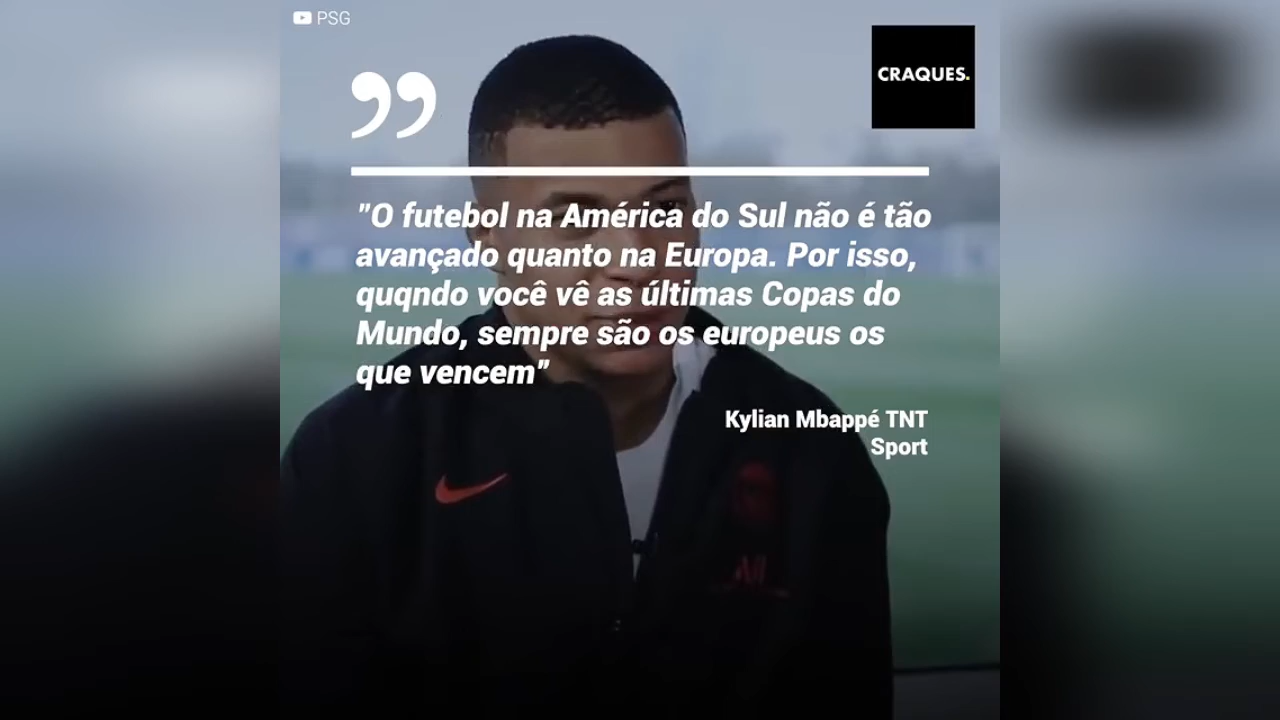 PSG
CRAQUES.
"O futebol na América do Sul não é tão
avançado quanto na Europa. Por isso,
quqndo você vê as últimas Copas do
Mundo, sempre são os europeus os
que vencem"
Kylian Mbappé TNT
Sport